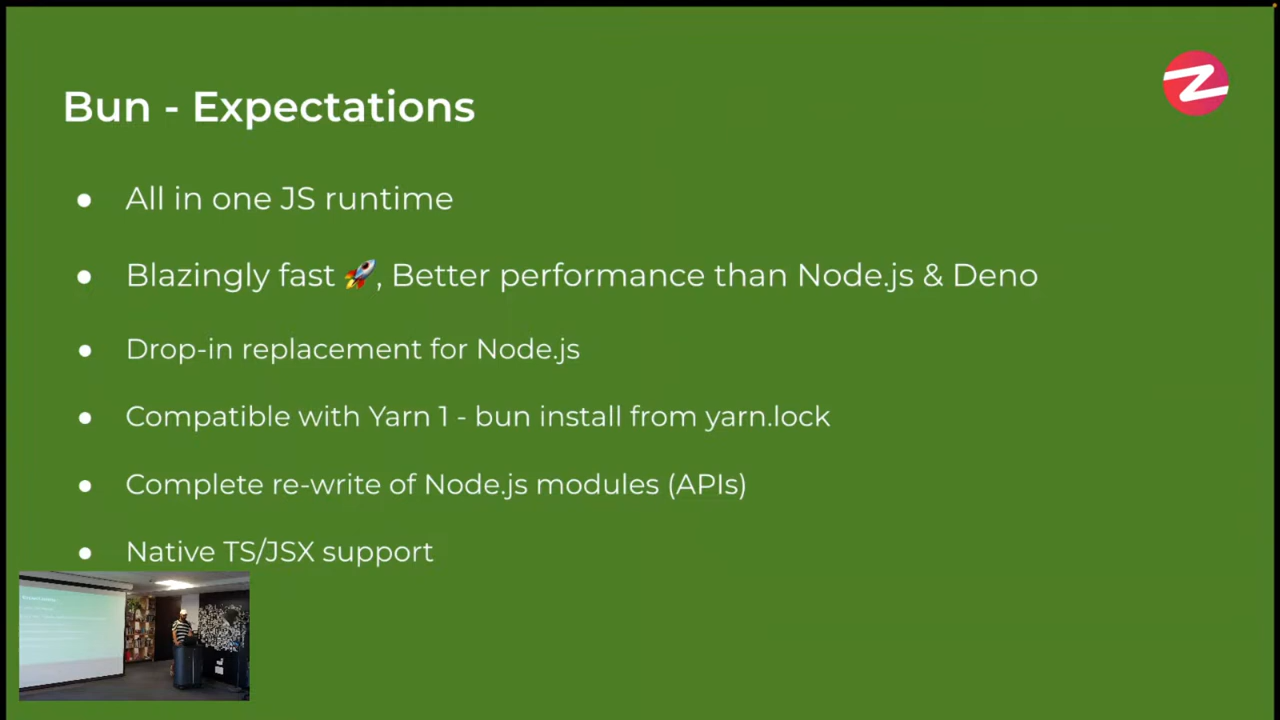 Bun - Expectations
● All in one JS runtime
● Blazingly fast 🚀, Better performance than Node.js & Deno
● Drop-in replacement for Node.js
● Compatible with Yarn 1 - bun install from yarn.lock
● Complete re-write of Node.js modules (APIs)
● Native TS/JSX support